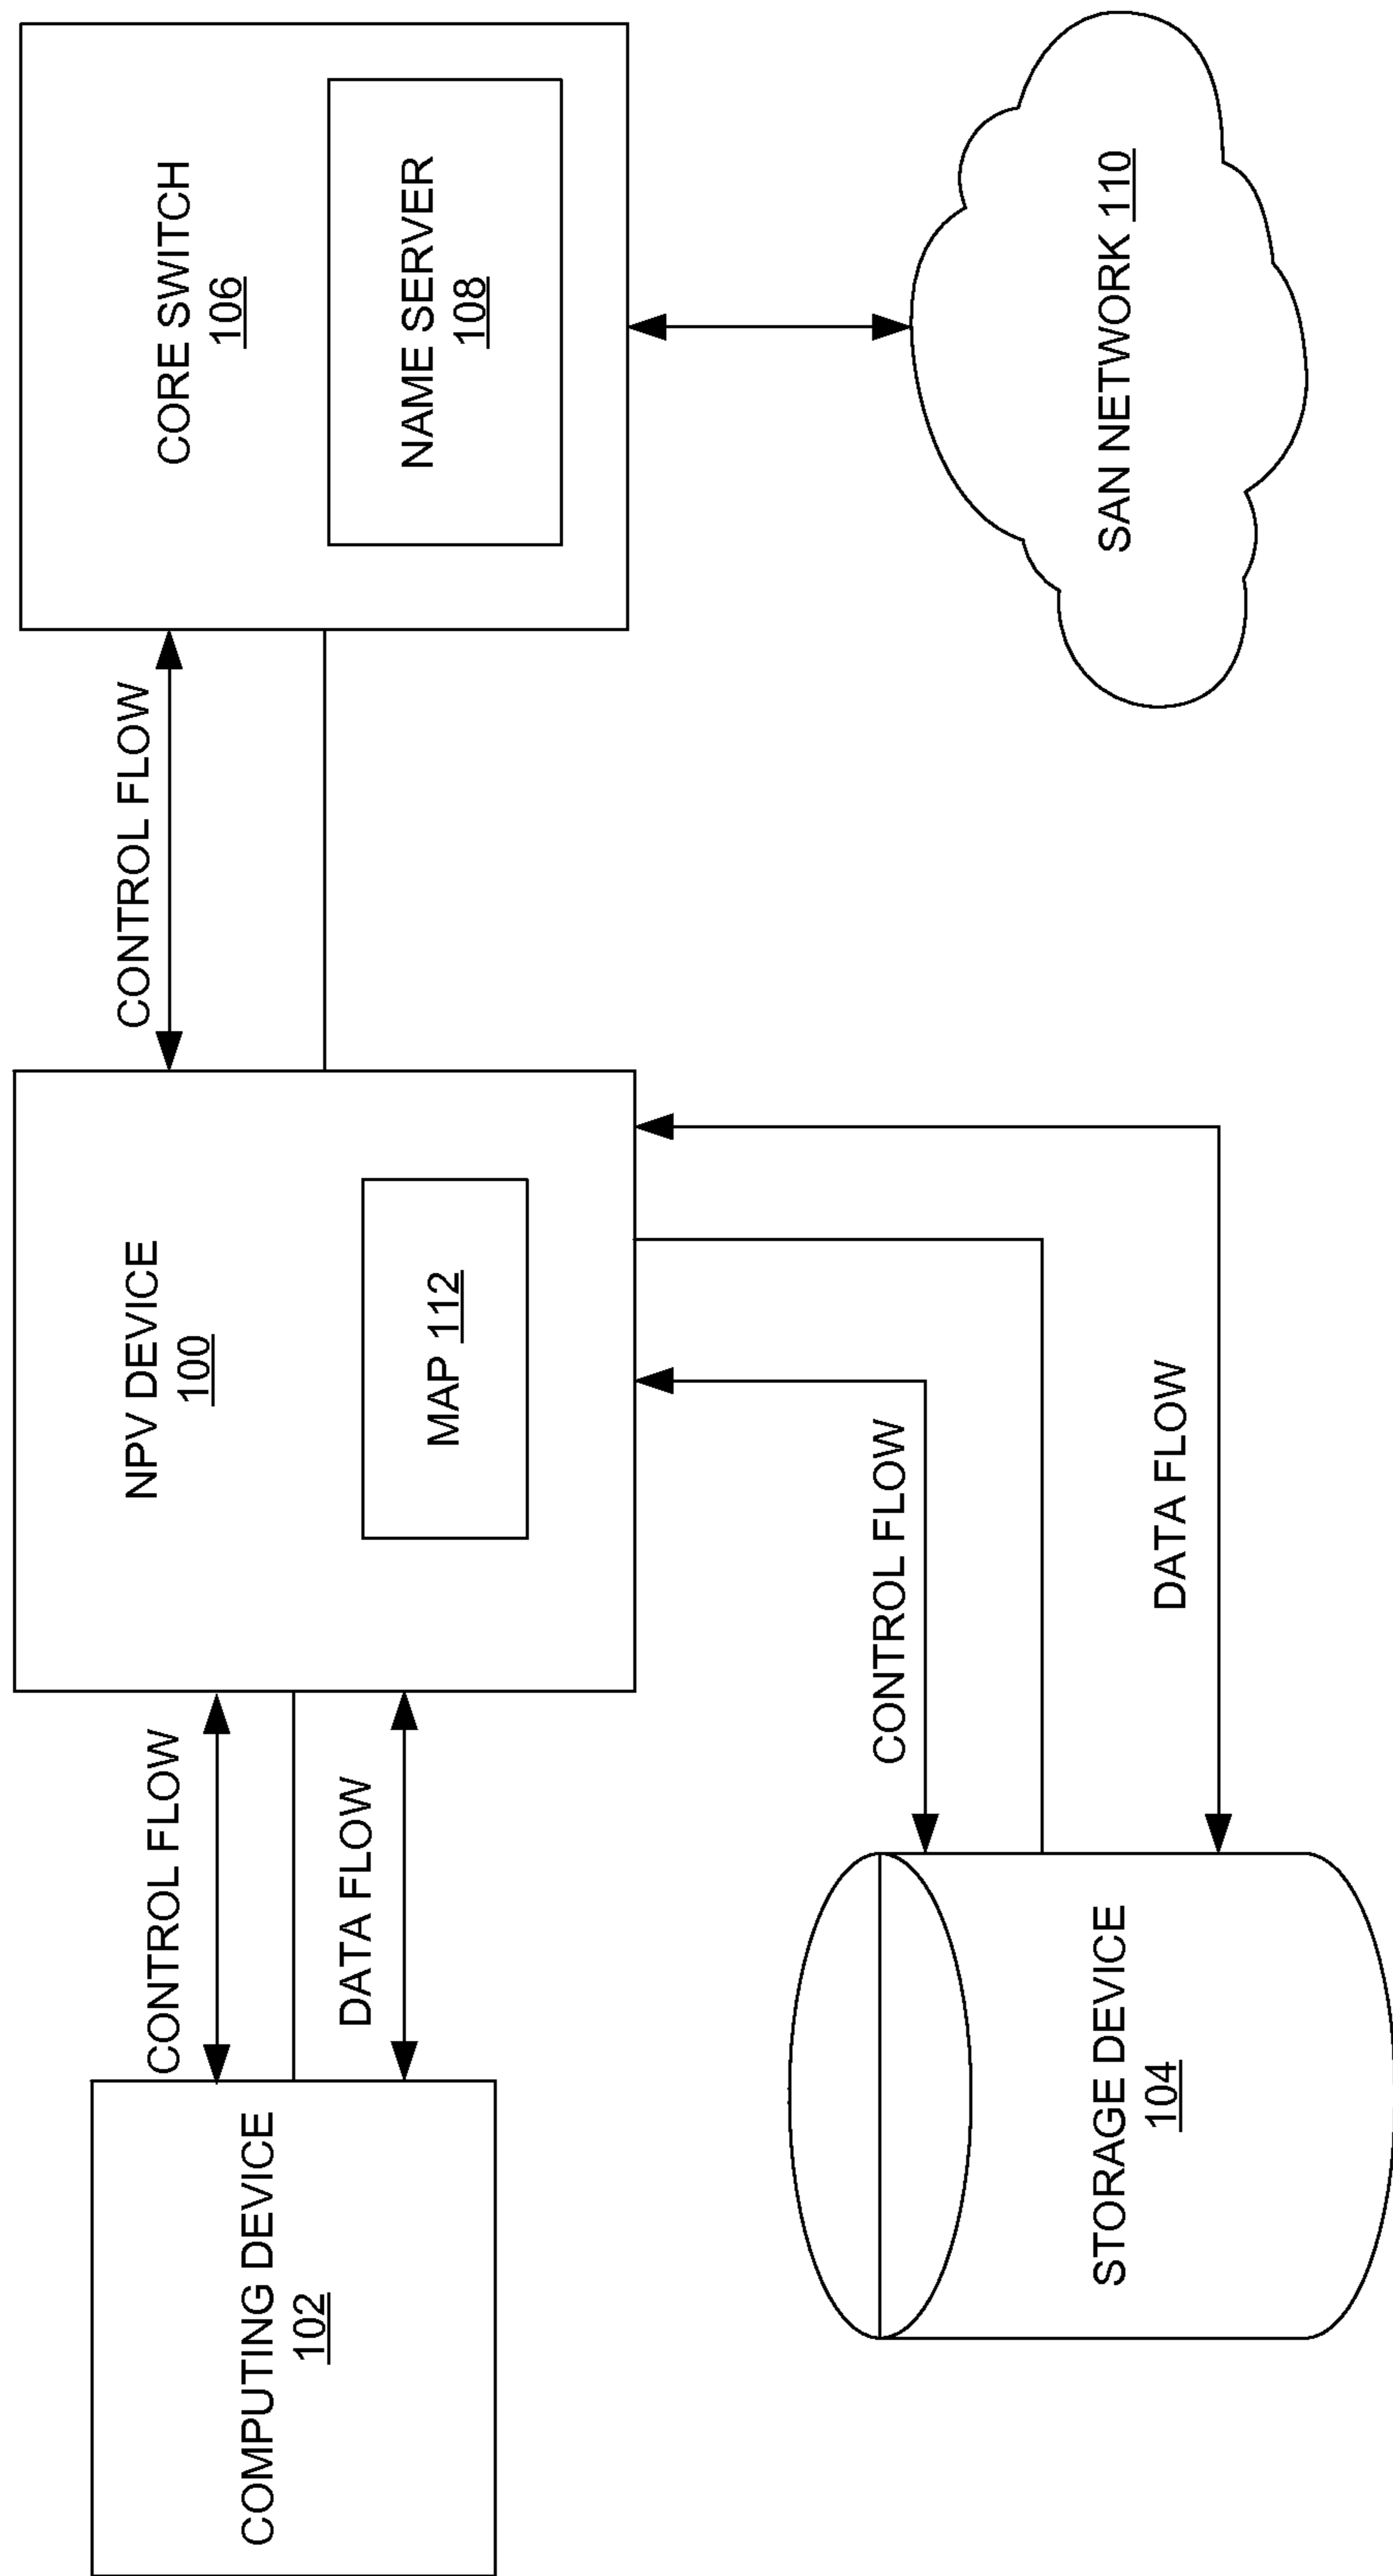 COMPUTING DEVICE
102
CONTROL FLOW
DATA FLOW
NPV DEVICE
100
MAP 112
CONTROL FLOW
CORE SWITCH
106
NAME SERVER
108
STORAGE DEVICE
104
CONTROL FLOW
DATA FLOW
SAN NETWORK 110